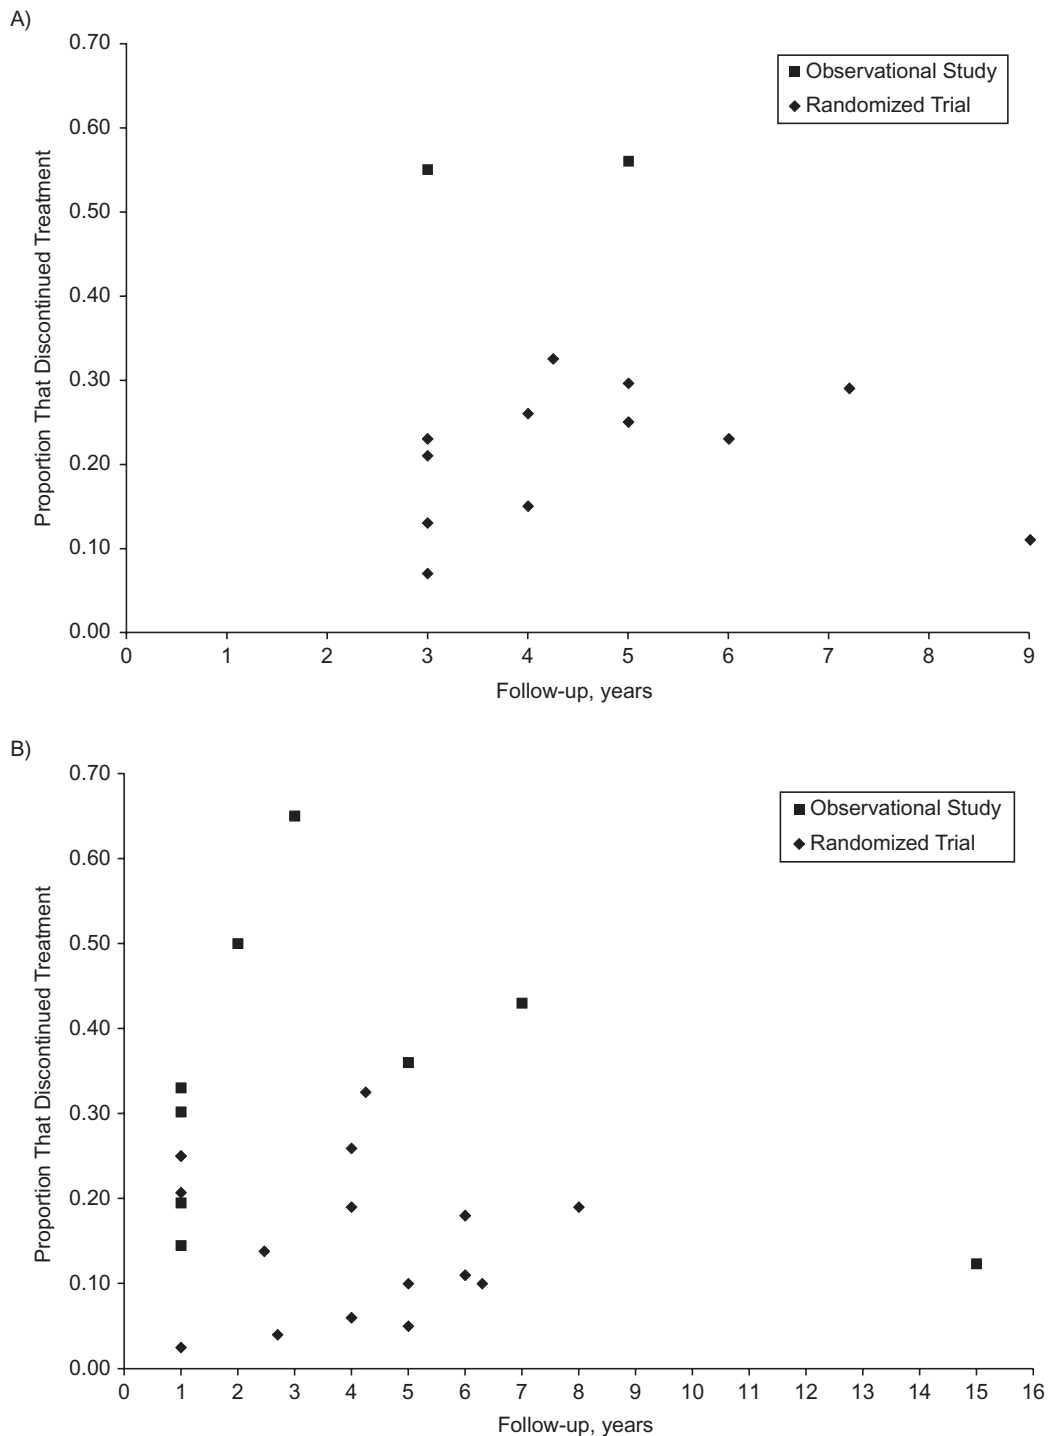 A)
0.70
0.60
0.50
0.40
0.30
0.20
0.10
0.00
Proportion That Discontinued Treatment
Observational Study
Randomized Trial
0 1 2 3 4 5 6 7 8 9
Follow-up, years
B)
0.70
0.60
0.50
0.40
0.30
0.20
0.10
0.00
Proportion That Discontinued Treatment
Observational Study
Randomized Trial
0 1 2 3 4 5 6 7 8 9 10 11 12 13 14 15 16
Follow-up, years